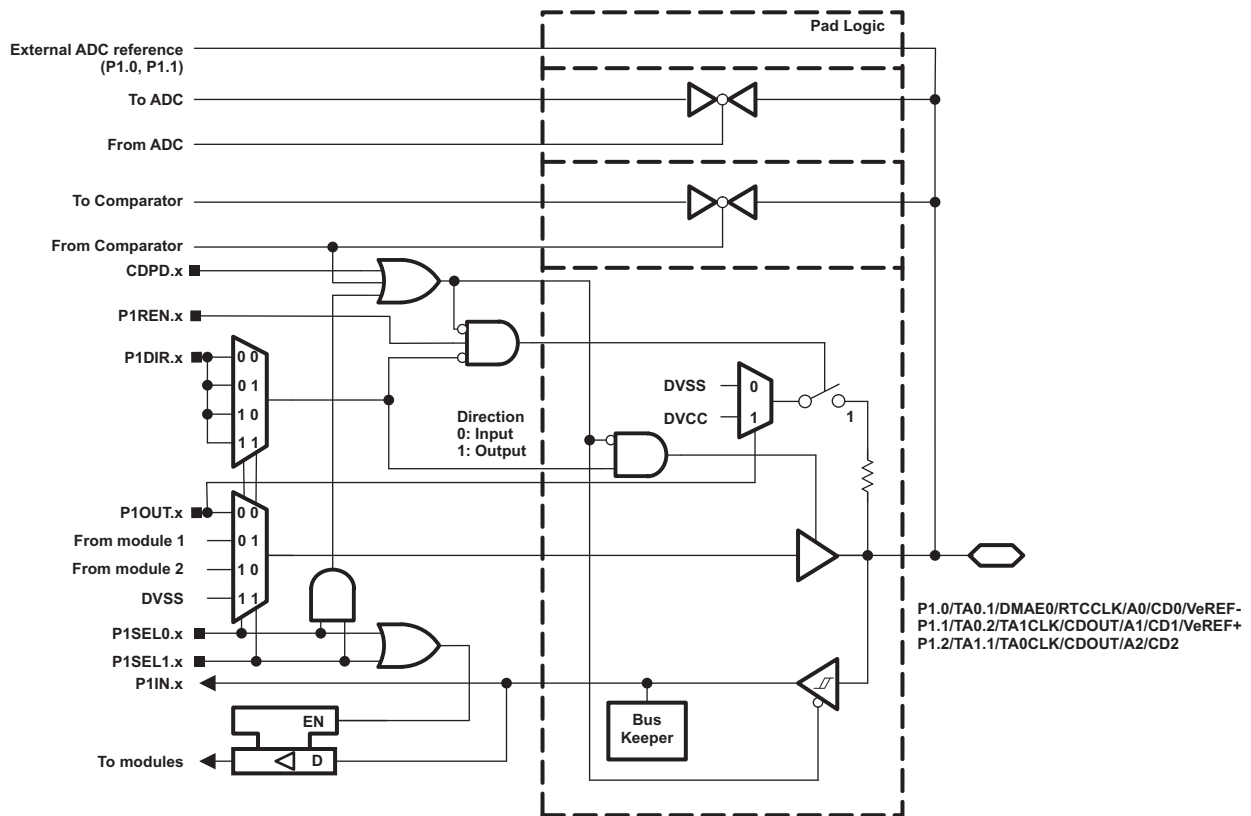 Pad Logic
External ADC reference
(P1.0, P1.1)
To ADC
From ADC
To Comparator
From Comparator
CDPD.x
P1REN.x
P1DIR.x
0 0
0 1
1 0
1 1
Direction
0: Input
1: Output
DVSS
0
DVCC
1
1
P1OUT.x
0 0
From module 1
0 1
From module 2
1 0
DVSS
1 1
P1SEL0.x
P1SEL1.x
P1IN.x
EN
To modules
D
Bus
Keeper
P1.0/TA0.1/DMAE0/RTCCLK/A0/CD0/VeREF-
P1.1/TA0.2/TA1CLK/CDOUT/A1/CD1/VeREF+
P1.2/TA1.1/TA0CLK/CDOUT/A2/CD2